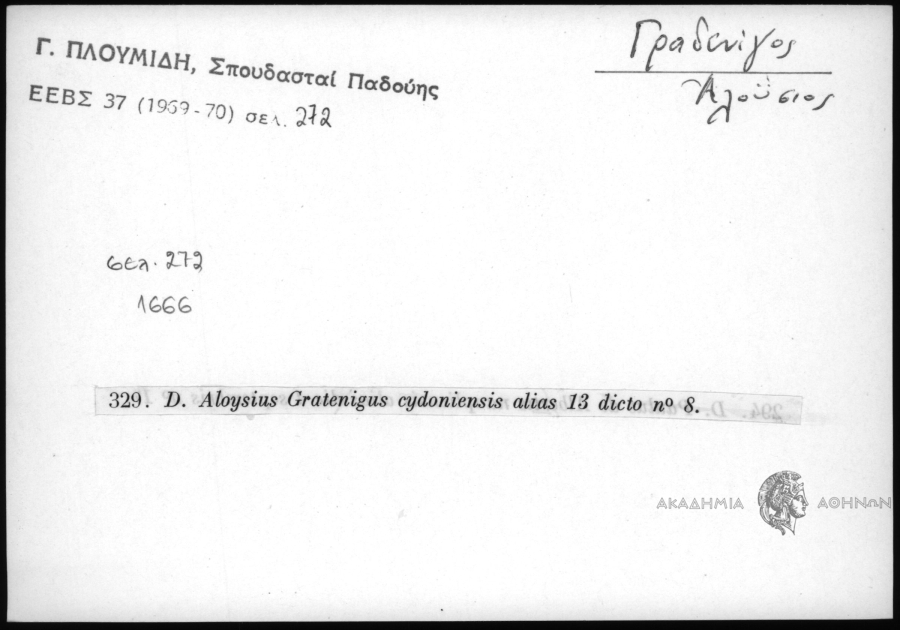 Γ. ΠΛΟΥΜΙΔΗ, Σπουδασταί Παδούης
ΕΕΒΣ 37 (1969-70) σελ. 272
Γραδενίγος
Ἀλοΰσιος
σελ. 272
1666
329. D. Aloysius Gratenigus cydoniensis alias 13 dicto nº 8.
ΑΚΑΔΗΜΙΑ ΑΘΗΝΩΝ